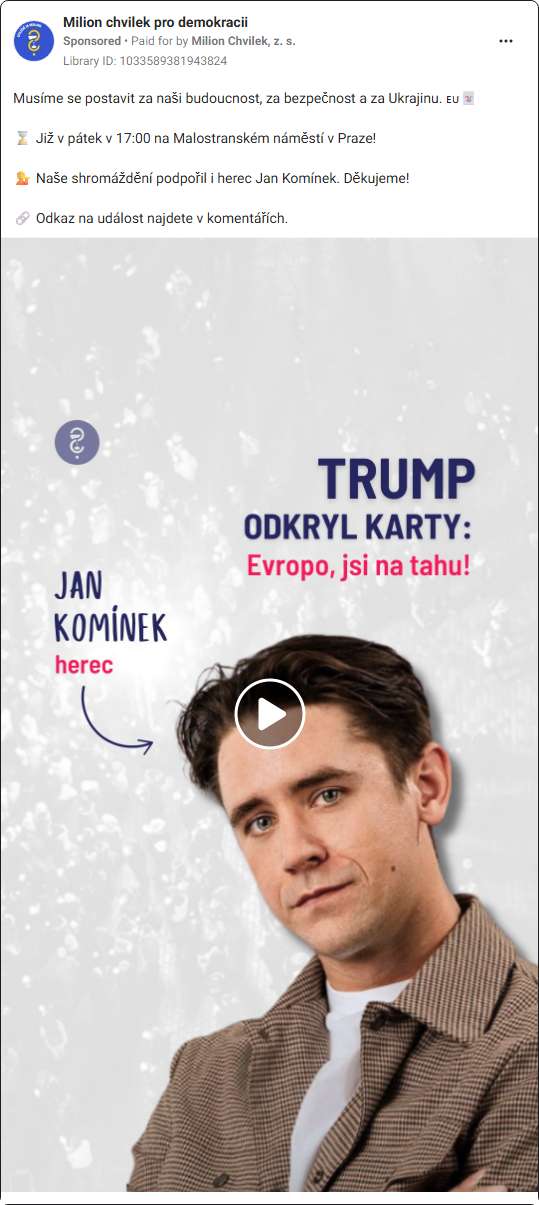 Milion chvilek pro demokracii
Sponsored • Paid for by Milion Chvilek, z. s.
Library ID: 1033589381943824
Musíme se postavit za naši budoucnost, za bezpečnost a za Ukrajinu. EU 🃏
⏳ Již v pátek v 17:00 na Malostranském náměstí v Praze!
💁 Naše shromáždění podpořil i herec Jan Komínek. Děkujeme!
🔗 Odkaz na událost najdete v komentářích.
TRUMP
ODKRYL KARTY:
Evropo, jsi na tahu!
JAN
KOMÍNEK
herec